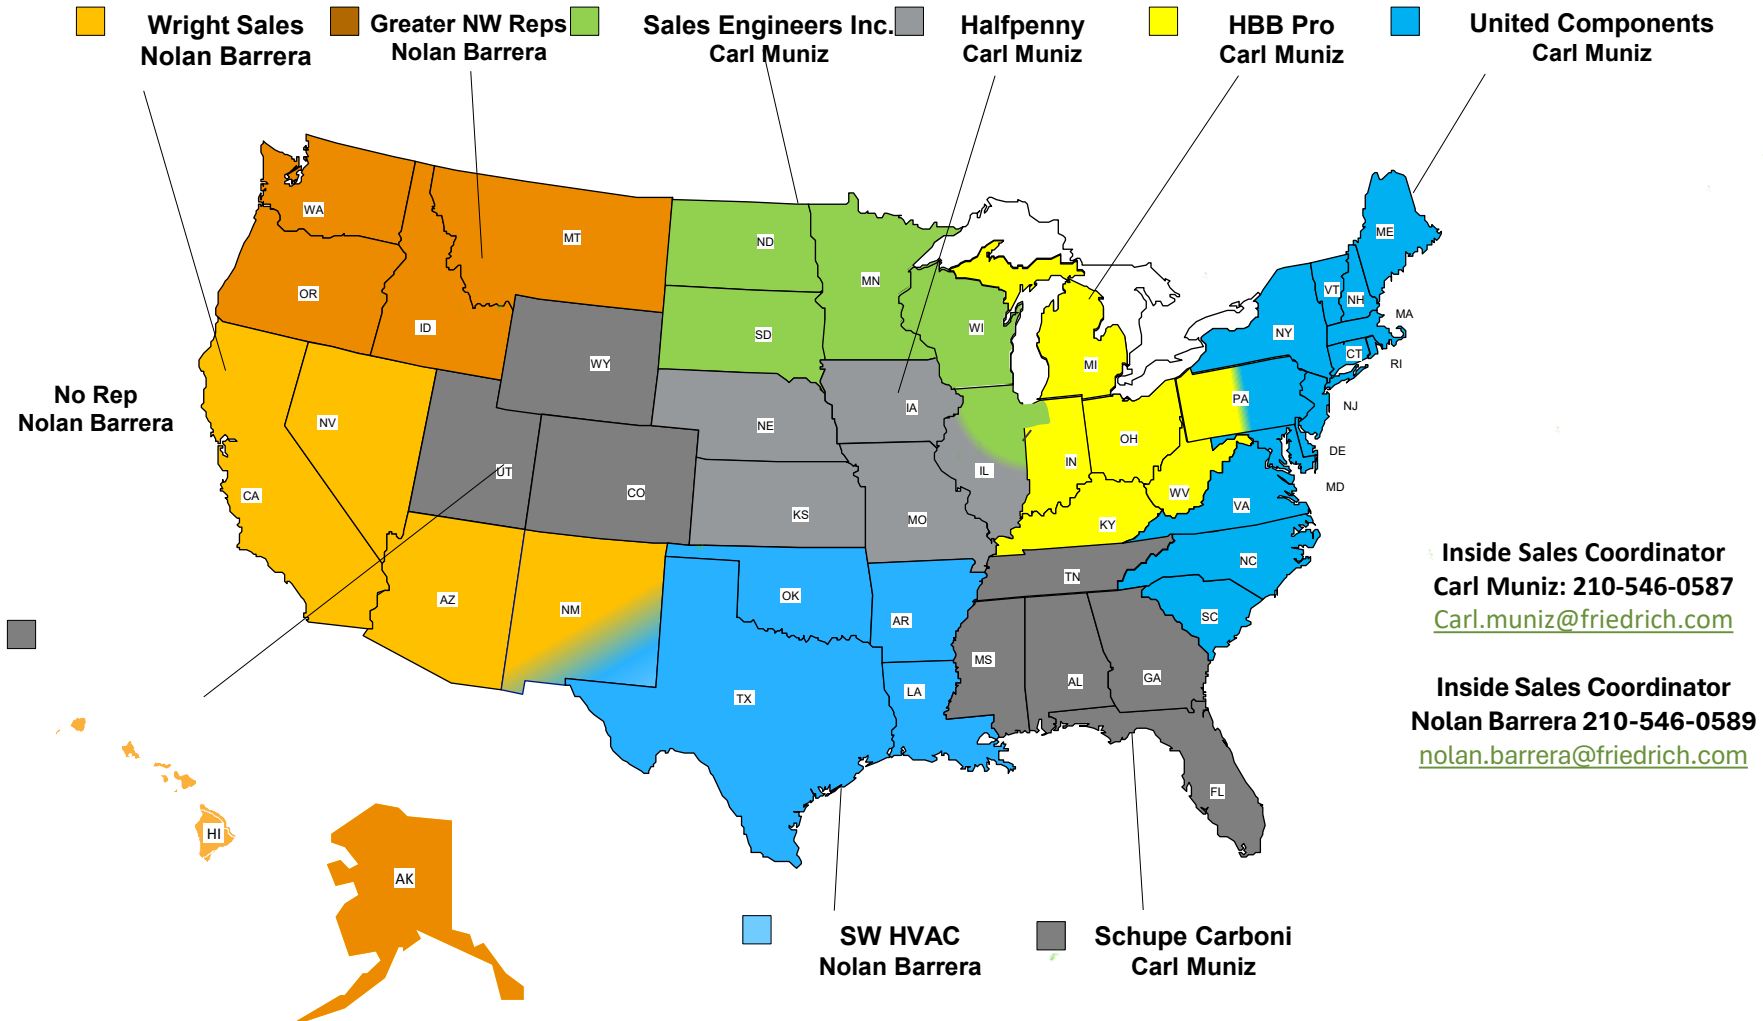 Wright Sales
Nolan Barrera
Greater NW Reps
Nolan Barrera
Sales Engineers Inc.
Carl Muniz
Halfpenny
Carl Muniz
HBB Pro
Carl Muniz
United Components
Carl Muniz
WA
MT
ND
MN
ME
OR
ID
SD
WI
VT
NH
MA
NY
WY
MI
CT
RI
No Rep
Nolan Barrera
NV
NE
IA
PA
NJ
OH
IN
DE
UT
CO
IL
CA
KS
MO
WV
VA
MD
KY
NC
TN
AZ
NM
OK
AR
SC
MS
AL
GA
TX
LA
FL
HI
AK
Inside Sales Coordinator
Carl Muniz: 210-546-0587
Carl.muniz@friedrich.com
Inside Sales Coordinator
Nolan Barrera 210-546-0589
nolan.barrera@friedrich.com
SW HVAC
Nolan Barrera
Schupe Carboni
Carl Muniz